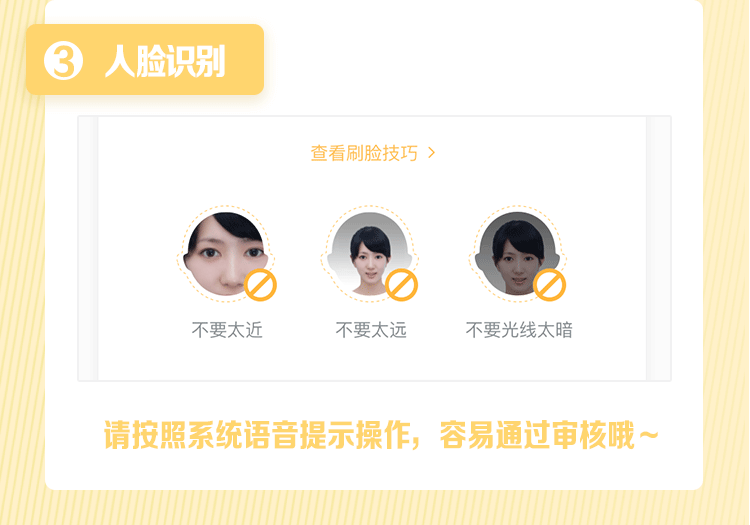 3 人脸识别
查看刷脸技巧 >
不要太近
不要太远
不要光线太暗
请按照系统语音提示操作，容易通过审核哦~